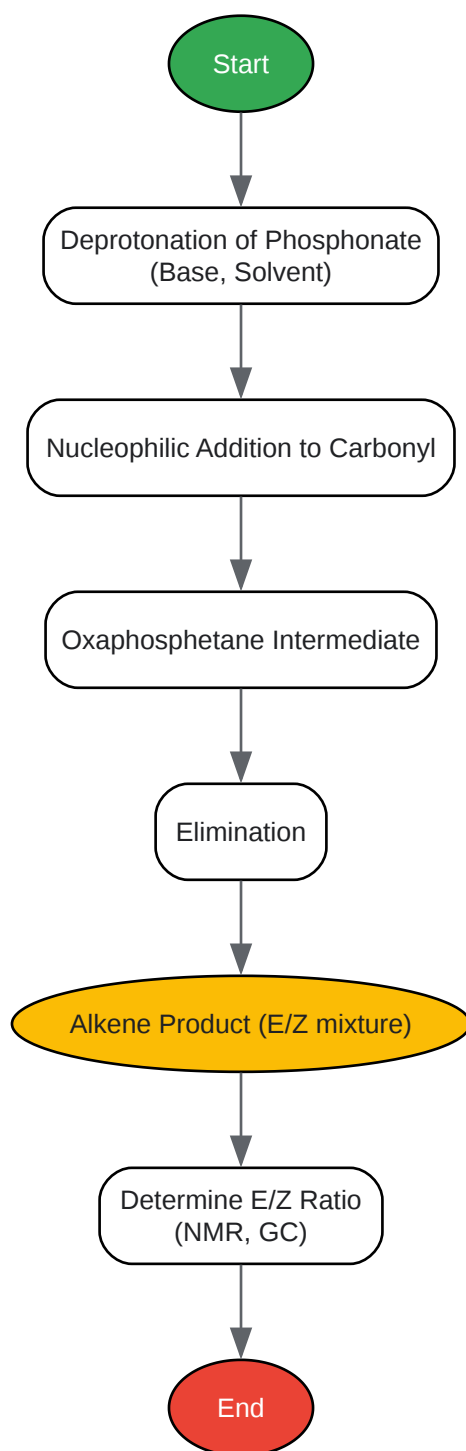 Start
Deprotonation of Phosphonate
(Base, Solvent)
Nucleophilic Addition to Carbonyl
Oxaphosphetane Intermediate
Elimination
Alkene Product (E/Z mixture)
Determine E/Z Ratio
(NMR, GC)
End